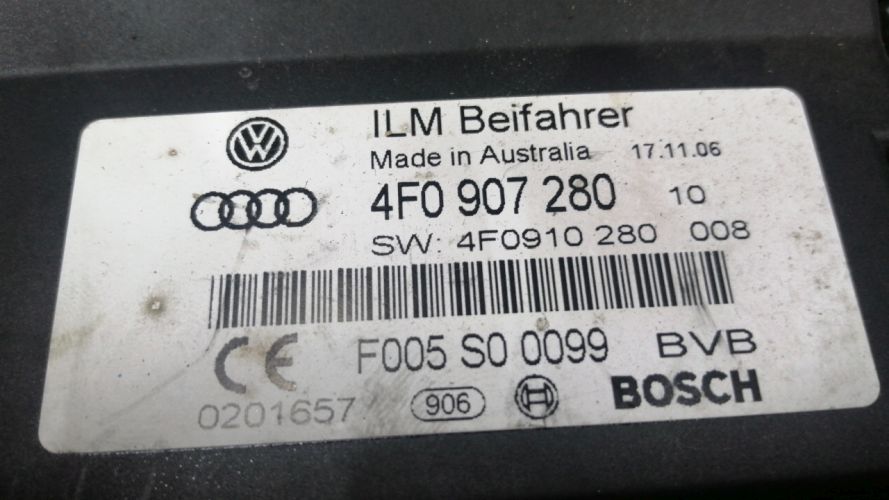 ILM Beifahrer
Made in Australia 17.11.06
4F0 907 280 10
SW: 4F0910 280 008
CE F005 S0 0099 BVB
0201657 906 BOSCH